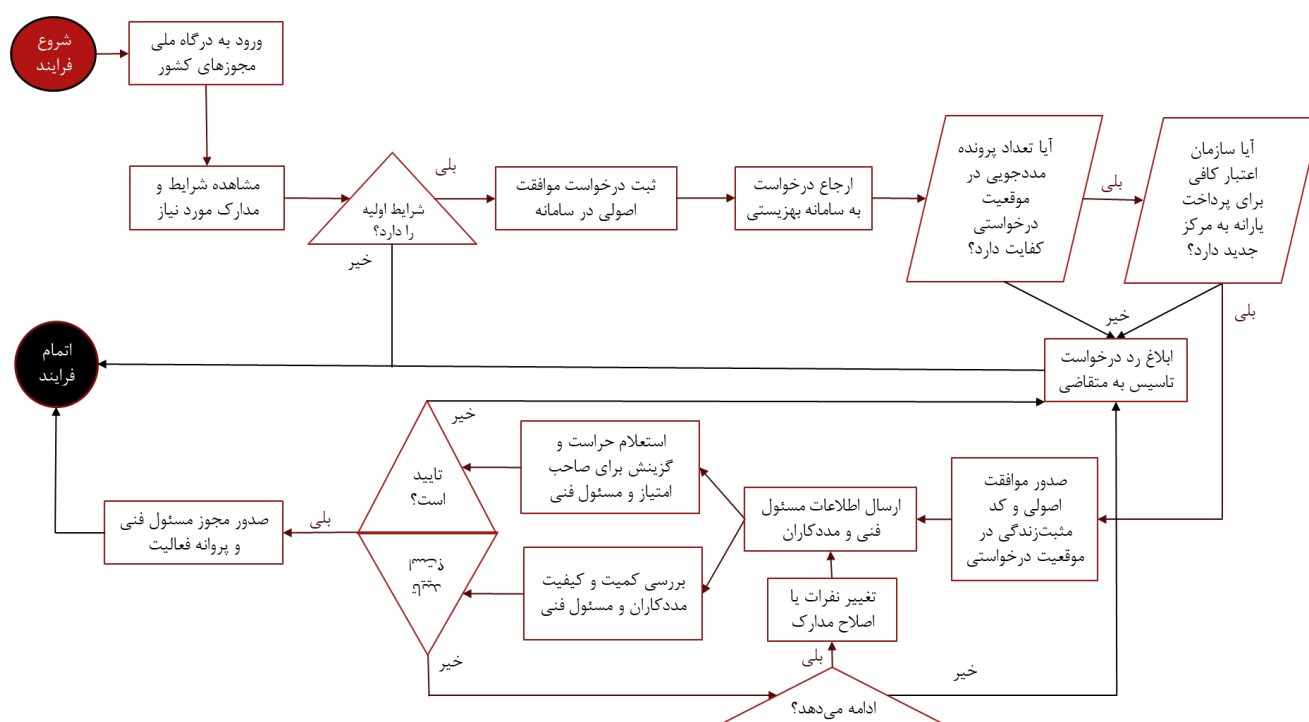 شروع
فرایند
ورود به درگاه ملی
مجوزهای کشور
مشاهده شرایط و
مدارک مورد نیاز
شرایط اولیه
را دارد؟
بلی
خیر
ثبت درخواست موافقت
اصولی در سامانه
ارجاع درخواست
به سامانه بهزیستی
آیا تعداد پرونده
مددجویی در
موقعیت
درخواستی
کفایت دارد؟
بلی
خیر
آیا سازمان
اعتبار کافی
برای پرداخت
یارانه به مرکز
جدید دارد؟
بلی
ابلاغ رد درخواست
تاسیس به متقاضی
اتمام
فرایند
صدور موافقت
اصولی و کد
مثبت‌زندگی در
موقعیت درخواستی
ارسال اطلاعات مسئول
فنی و مددکاران
استعلام حراست و
گزینش برای صاحب
امتیاز و مسئول فنی
بررسی کمیت و کیفیت
مددکاران و مسئول فنی
تایید
است؟
خیر
تایید
است؟
خیر
بلی
صدور مجوز مسئول فنی
و پروانه فعالیت
تغییر نفرات یا
اصلاح مدارک
بلی
ادامه می‌دهد؟
خیر